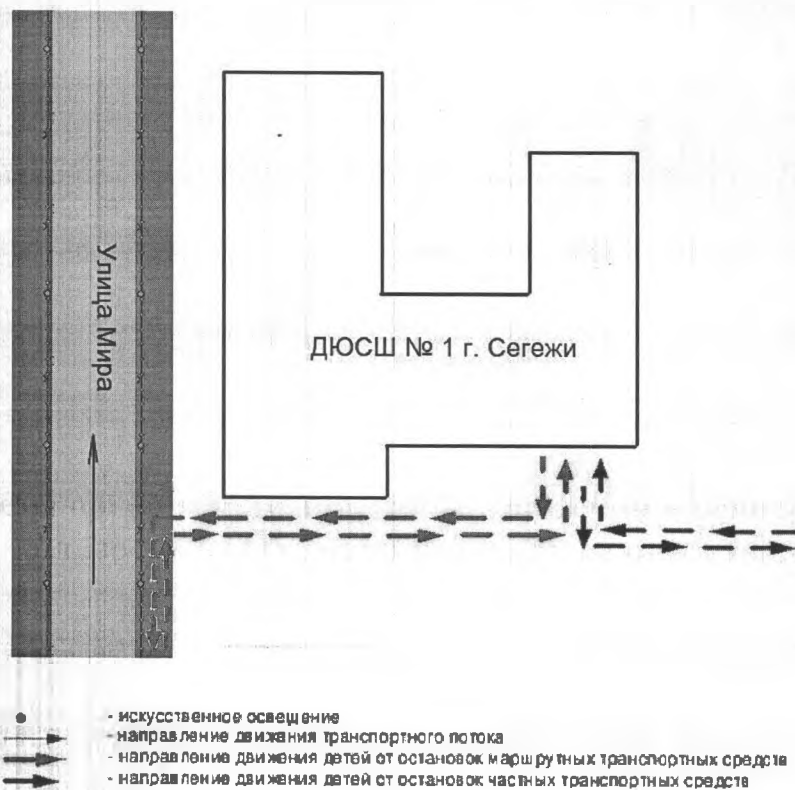 Улица Мира
ДЮСШ № 1 г. Сегежи
- искусственное освещение
- направление движения транспортного потока
- направление движения детей от остановок маршрутных транспортных средств
- направление движения детей от остановок частных транспортных средств